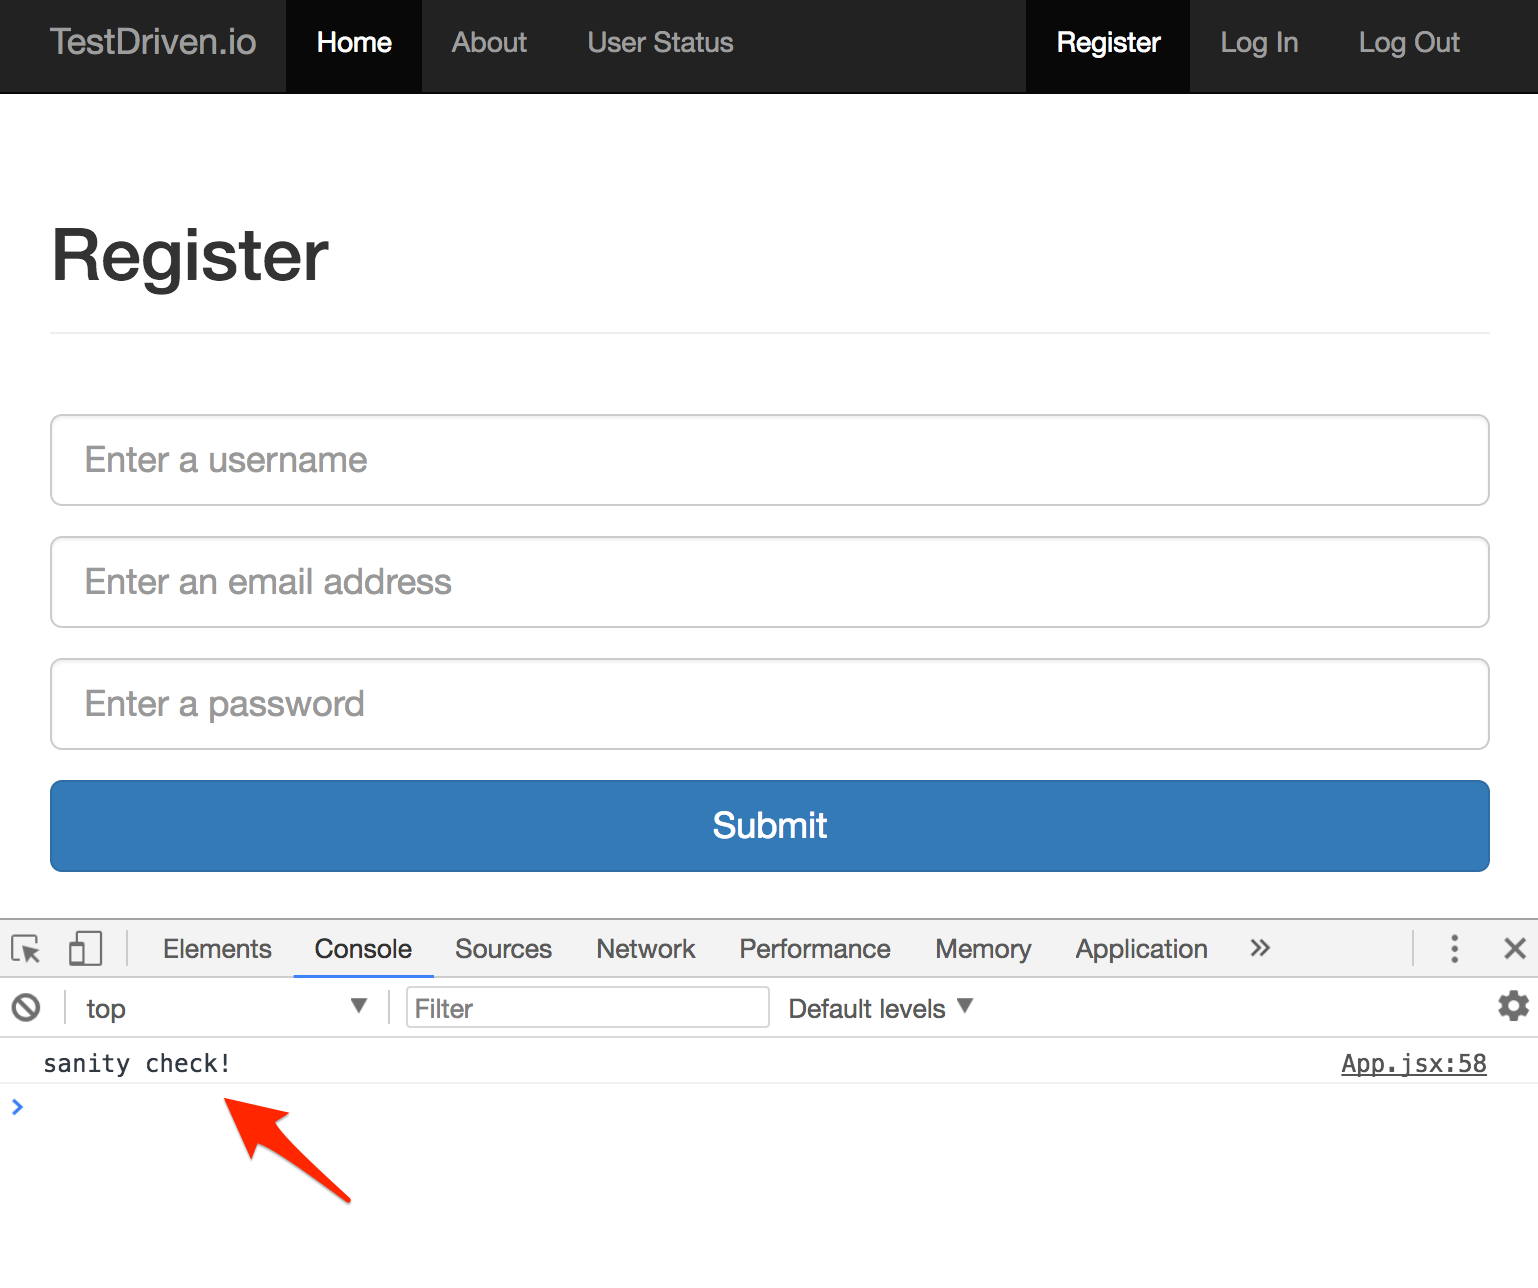 TestDriven.io Home About User Status Register Log In Log Out
Register
Enter a username
Enter an email address
Enter a password
Submit
Elements Console Sources Network Performance Memory Application
top Filter Default levels
sanity check! App.jsx:58